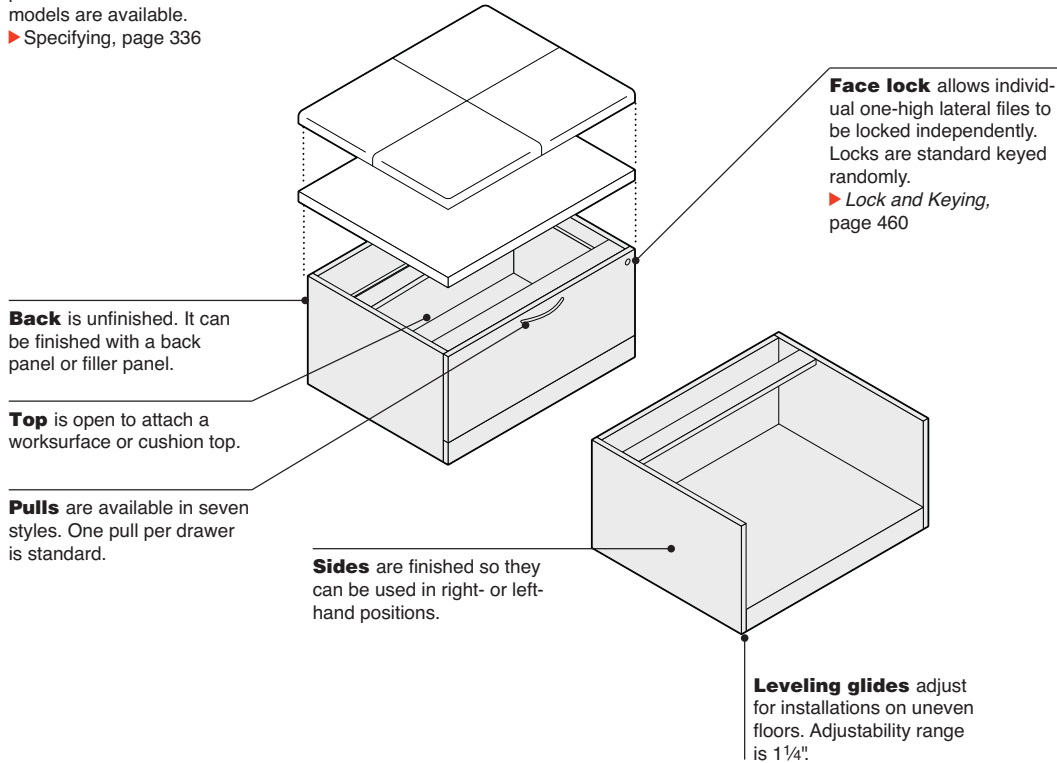 models are available.
▶ Specifying, page 336
Face lock allows individ-
ual one-high lateral files to
be locked independently.
Locks are standard keyed
randomly.
▶ Lock and Keying,
page 460
Back is unfinished. It can
be finished with a back
panel or filler panel.
Top is open to attach a
worksurface or cushion top.
Pulls are available in seven
styles. One pull per drawer
is standard.
Sides are finished so they
can be used in right- or left-
hand positions.
Leveling glides adjust
for installations on uneven
floors. Adjustability range
is 1¼".